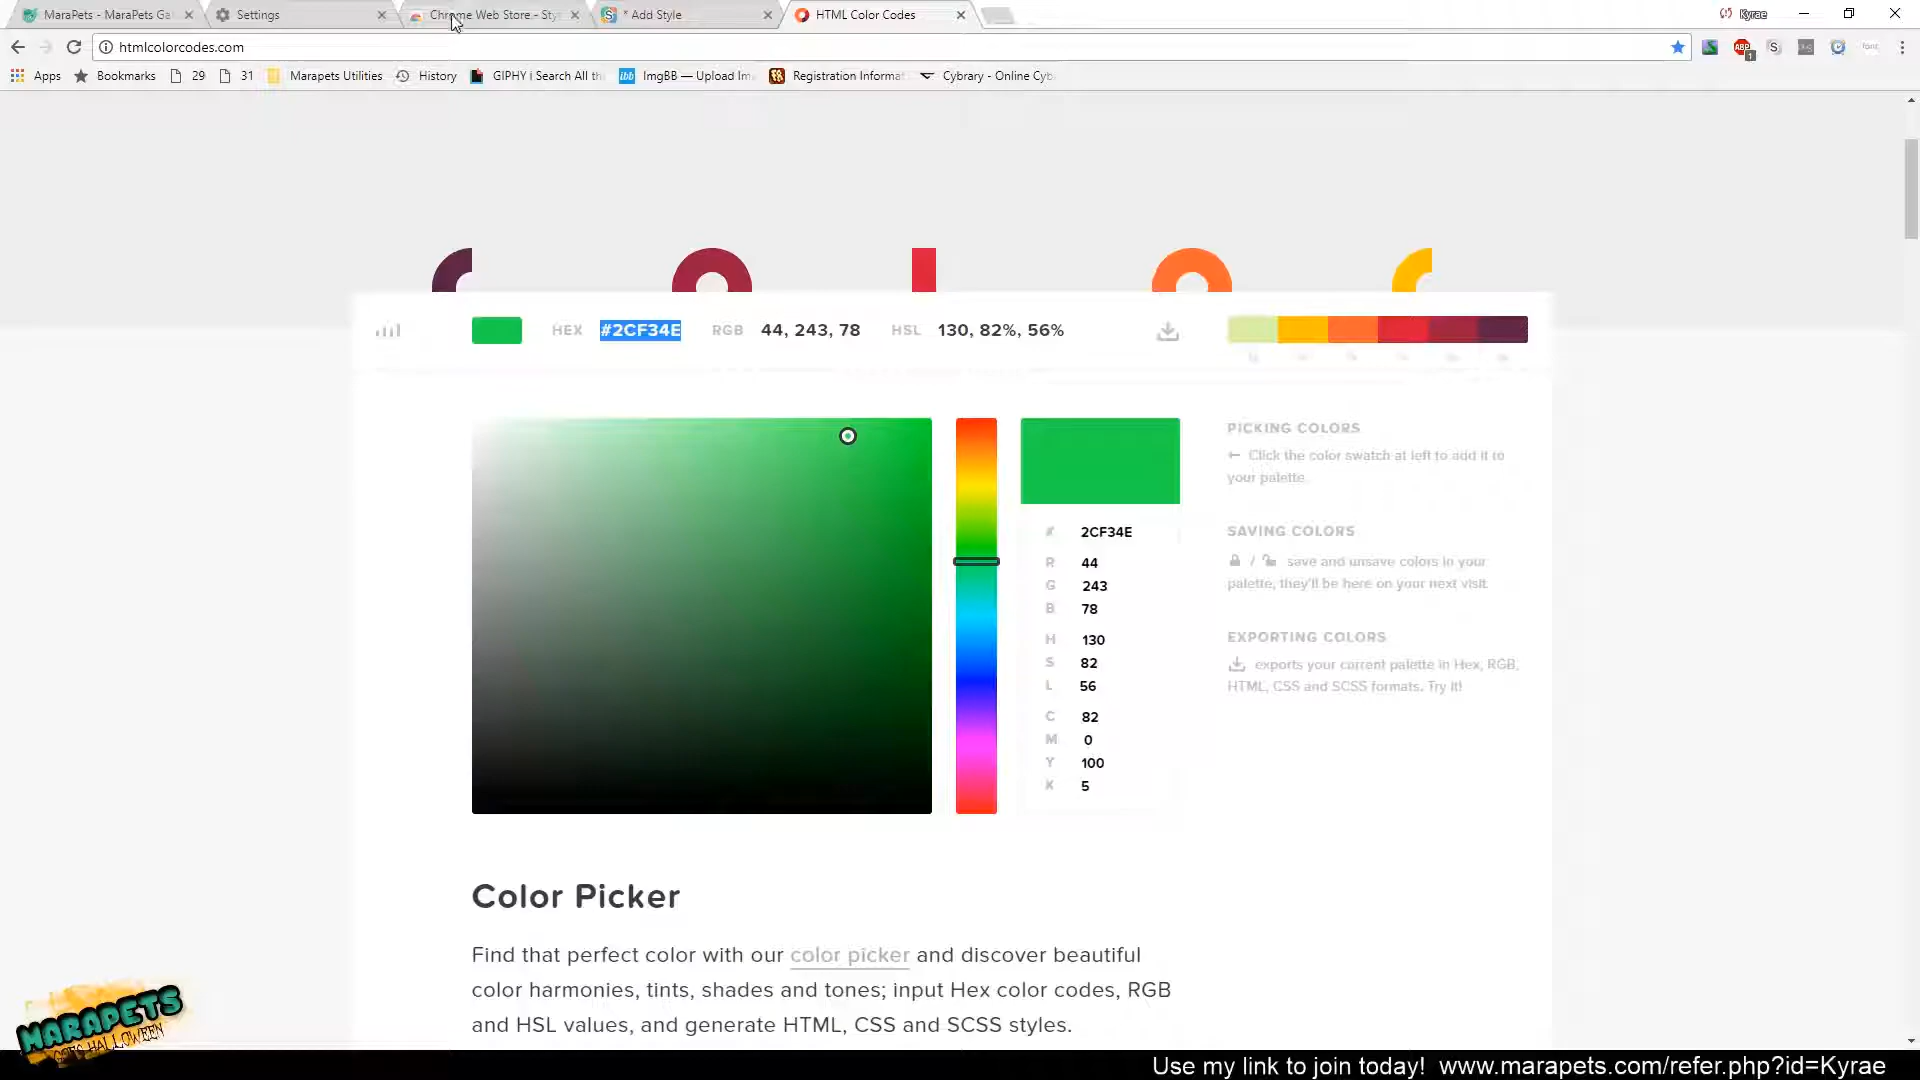 MaraPets - MaraPets Ga
Settings
Chrome Web Store - Sty
* Add Style
HTML Color Codes
Kyrae
htmlcolorcodes.com
ABP
1
S
font
Apps
Bookmarks
29
31
Marapets Utilities
History
GIPHY i Search All th
ibb
ImgBB — Upload Im
Registration Informat
Cybrary - Online Cyb
HEX #2CF34E RGB 44, 243, 78 HSL 130, 82%, 56%
PICKING COLORS
← Click the color swatch at left to add it to
your palette.
SAVING COLORS
/ save and unsave colors in your
palette, they'll be here on your next visit.
EXPORTING COLORS
exports your current palette in Hex, RGB,
HTML, CSS and SCSS formats. Try it!
# 2CF34E
R 44
G 243
B 78
H 130
S 82
L 56
C 82
M 0
Y 100
K 5
Color Picker
Find that perfect color with our color picker and discover beautiful
color harmonies, tints, shades and tones; input Hex color codes, RGB
and HSL values, and generate HTML, CSS and SCSS styles.
MARAPETS
GOES HALLOWEEN
Use my link to join today! www.marapets.com/refer.php?id=Kyrae